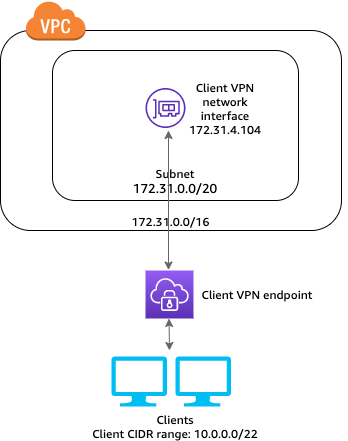 VPC
Client VPN
network
interface
172.31.4.104
Subnet
172.31.0.0/20
172.31.0.0/16
Client VPN endpoint
Clients
Client CIDR range: 10.0.0.0/22